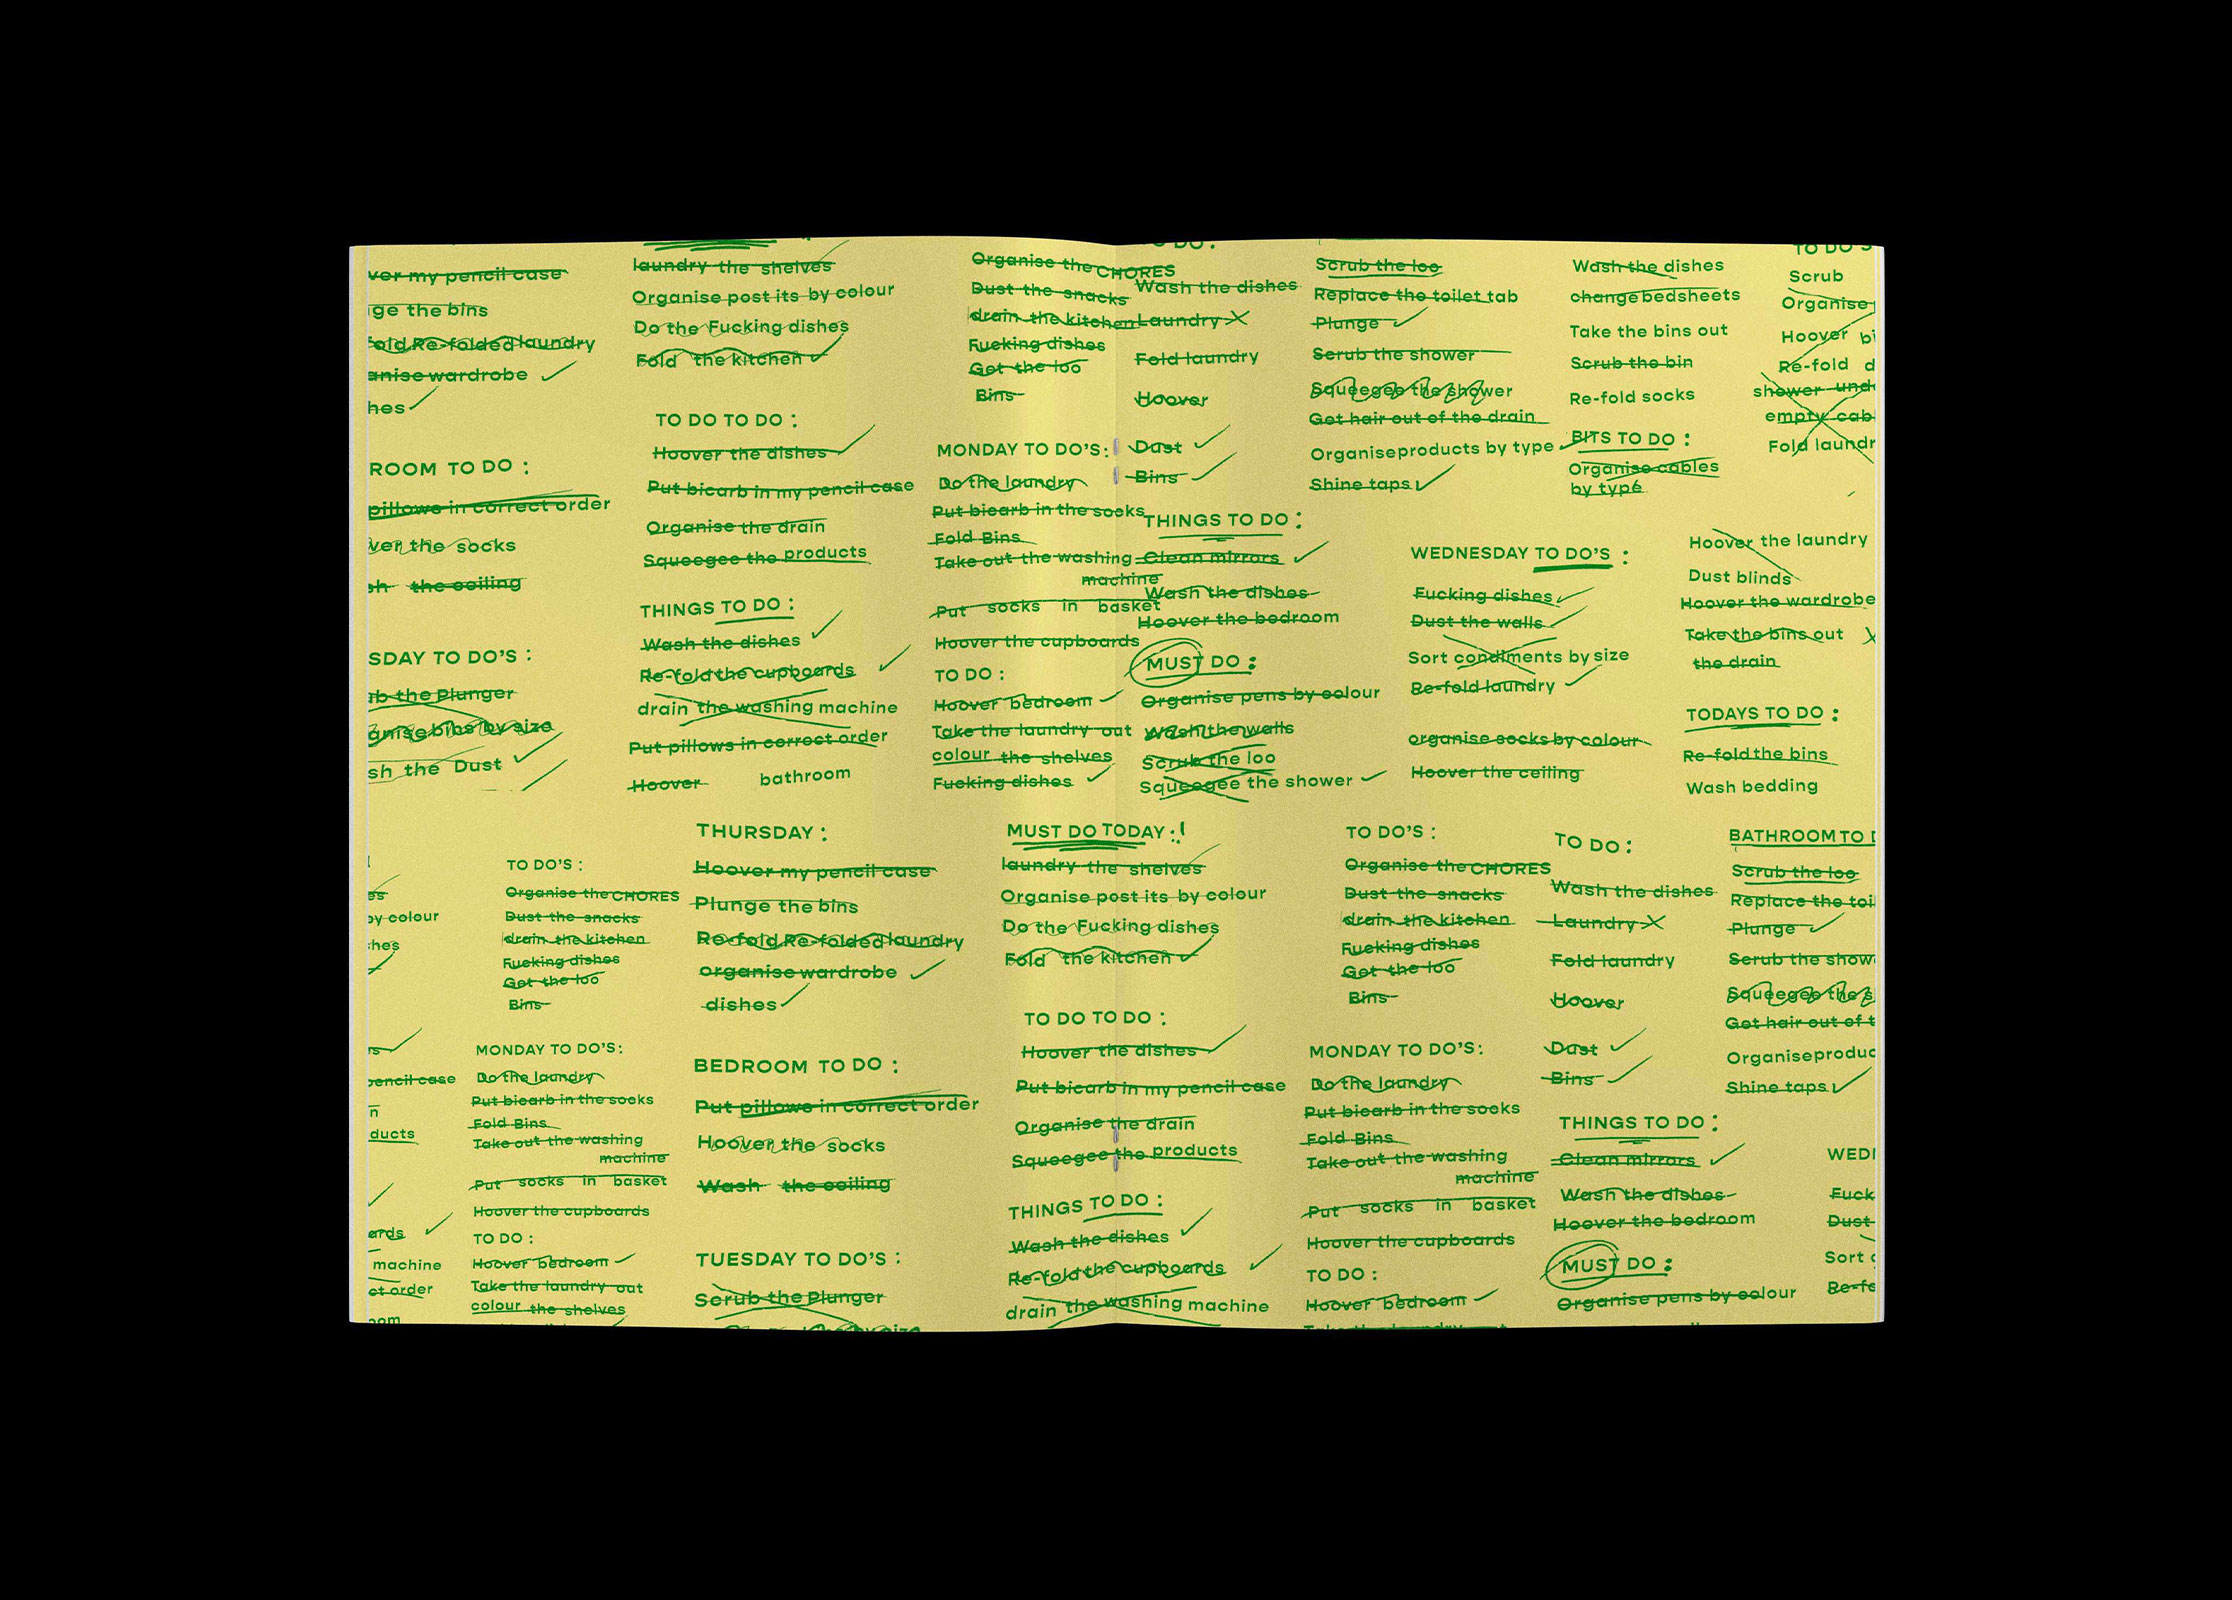 ver my pencil case
ge the bins
old Re-folded laundry
anise wardrobe
hes
ROOM TO DO :
pillows in correct order
ver the socks
sh the ceiling
SDAY TO DO'S :
ub the Plunger
anise bins by size
sh the Dust
laundry the shelves
Organise post its by colour
Do the Fucking dishes
Fold the kitchen
TO DO TO DO :
Hoover the dishes
Put bicarb in my pencil case
Organise the drain
Squeegee the products
THINGS TO DO :
Wash the dishes
Re-fold the cupboards
drain the washing machine
Put pillows in correct order
Hoover bathroom
Organise the CHORES
Dust the snacks
drain the kitchen
Fucking dishes
Get the loo
Bins
MONDAY TO DO'S:
Do the laundry
Put bicarb in the socks
Fold Bins
Take out the washing
machine
Put socks in basket
Hoover the cupboards
TO DO :
Hoover bedroom
Take the laundry out
colour the shelves
Fucking dishes
O DO :
Wash the dishes
Laundry X
Fold laundry
Hoover
Dust
Bins
THINGS TO DO :
Clean mirrors
Wash the dishes
Hoover the bedroom
MUST DO :
Organise pens by colour
Wash the walls
Scrub the loo
Squeegee the shower
Scrub the loo
Replace the toilet tab
Plunge
Scrub the shower
Squeegee the shower
Get hair out of the drain
Organise products by type
Shine taps
WEDNESDAY TO DO'S :
Fucking dishes
Dust the walls
Sort condiments by size
Re-fold laundry
organise socks by colour
Hoover the ceiling
Wash the dishes
change bedsheets
Take the bins out
Scrub the bin
Re-fold socks
BITS TO DO :
Organise cables
by type
TO DO'S
Scrub
Organise
Hoover bi
Re-fold d
shower und
empty cab
Fold laundr
Hoover the laundry
Dust blinds
Hoover the wardrobe
Take the bins out X
the drain
TODAYS TO DO :
Re-fold the bins
Wash bedding
es
by colour
hes
s
pencil case
n
ducts
ards
machine
ct order
oom
TO DO'S :
Organise the CHORES
Dust the snacks
drain the kitchen
Fucking dishes
Get the loo
Bins
MONDAY TO DO'S:
Do the laundry
Put bicarb in the socks
Fold Bins
Take out the washing
machine
Put socks in basket
Hoover the cupboards
TO DO :
Hoover bedroom
Take the laundry out
colour the shelves
THURSDAY :
Hoover my pencil case
Plunge the bins
Re-fold Re-folded laundry
organise wardrobe
dishes
BEDROOM TO DO :
Put pillows in correct order
Hoover the socks
Wash the ceiling
TUESDAY TO DO'S :
Scrub the Plunger
by size
MUST DO TODAY :!
laundry the shelves
Organise post its by colour
Do the Fucking dishes
Fold the kitchen
TO DO TO DO :
Hoover the dishes
Put bicarb in my pencil case
Organise the drain
Squeegee the products
THINGS TO DO :
Wash the dishes
Re-fold the cupboards
drain the washing machine
TO DO'S :
Organise the CHORES
Dust the snacks
drain the kitchen
Fucking dishes
Get the loo
Bins
MONDAY TO DO'S:
Do the laundry
Put bicarb in the socks
Fold Bins
Take out the washing
machine
Put socks in basket
Hoover the cupboards
TO DO :
Hoover bedroom
TO DO :
Wash the dishes
Laundry X
Fold laundry
Hoover
Dust
Bins
THINGS TO DO :
Clean mirrors
Wash the dishes
Hoover the bedroom
MUST DO :
Organise pens by colour
BATHROOM TO D
Scrub the loo
Replace the toil
Plunge
Scrub the show
Squeegee the s
Get hair out of t
Organise produc
Shine taps
WEDN
Fuck
Dust
Sort c
Re-fo